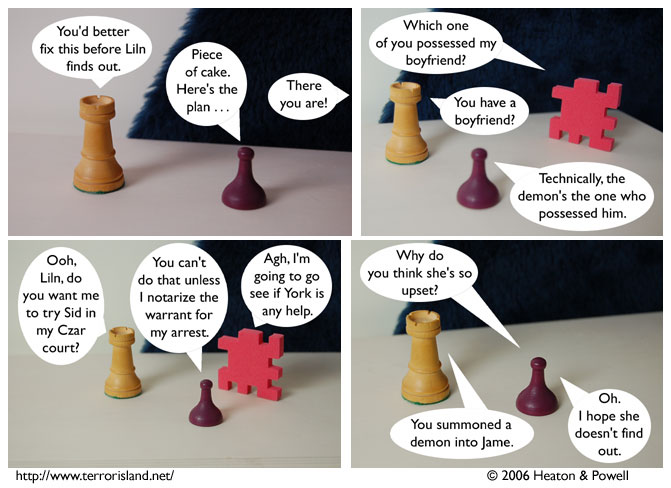 You'd better
fix this before Liln
finds out.
Piece
of cake.
Here's the
plan . . .
There
you are!
Which one
of you possessed my
boyfriend?
You have a
boyfriend?
Technically, the
demon's the one who
possessed him.
Ooh,
Liln, do
you want me
to try Sid in
my Czar
court?
You can't
do that unless
I notarize the
warrant for
my arrest.
Agh, I'm
going to go
see if York is
any help.
Why do
you think she's so
upset?
You summoned a
demon into Jame.
Oh.
I hope she
doesn't find
out.
http://www.terrorisland.net/
© 2006 Heaton & Powell